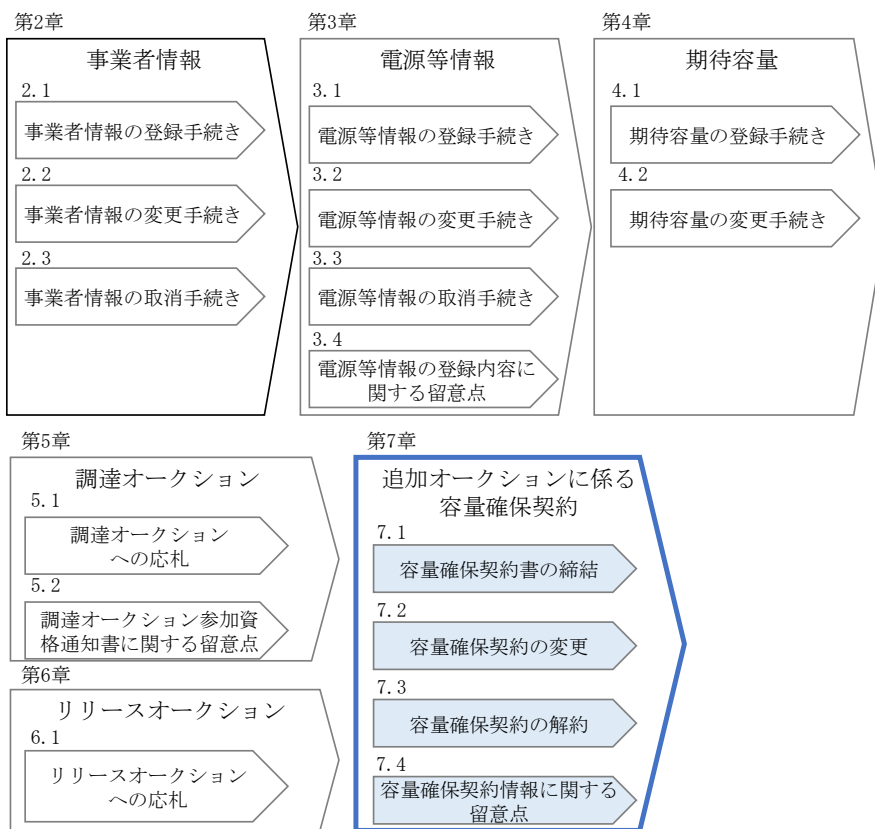 第2章
事業者情報
2.1
事業者情報の登録手続き
2.2
事業者情報の変更手続き
2.3
事業者情報の取消手続き
第3章
電源等情報
3.1
電源等情報の登録手続き
3.2
電源等情報の変更手続き
3.3
電源等情報の取消手続き
3.4
電源等情報の登録内容に
関する留意点
第4章
期待容量
4.1
期待容量の登録手続き
4.2
期待容量の変更手続き
第5章
調達オークション
5.1
調達オークション
への応札
5.2
調達オークション参加資
格通知書に関する留意点
第6章
リリースオークション
6.1
リリースオークション
への応札
第7章
追加オークションに係る
容量確保契約
7.1
容量確保契約書の締結
7.2
容量確保契約の変更
7.3
容量確保契約の解約
7.4
容量確保契約情報に関する
留意点